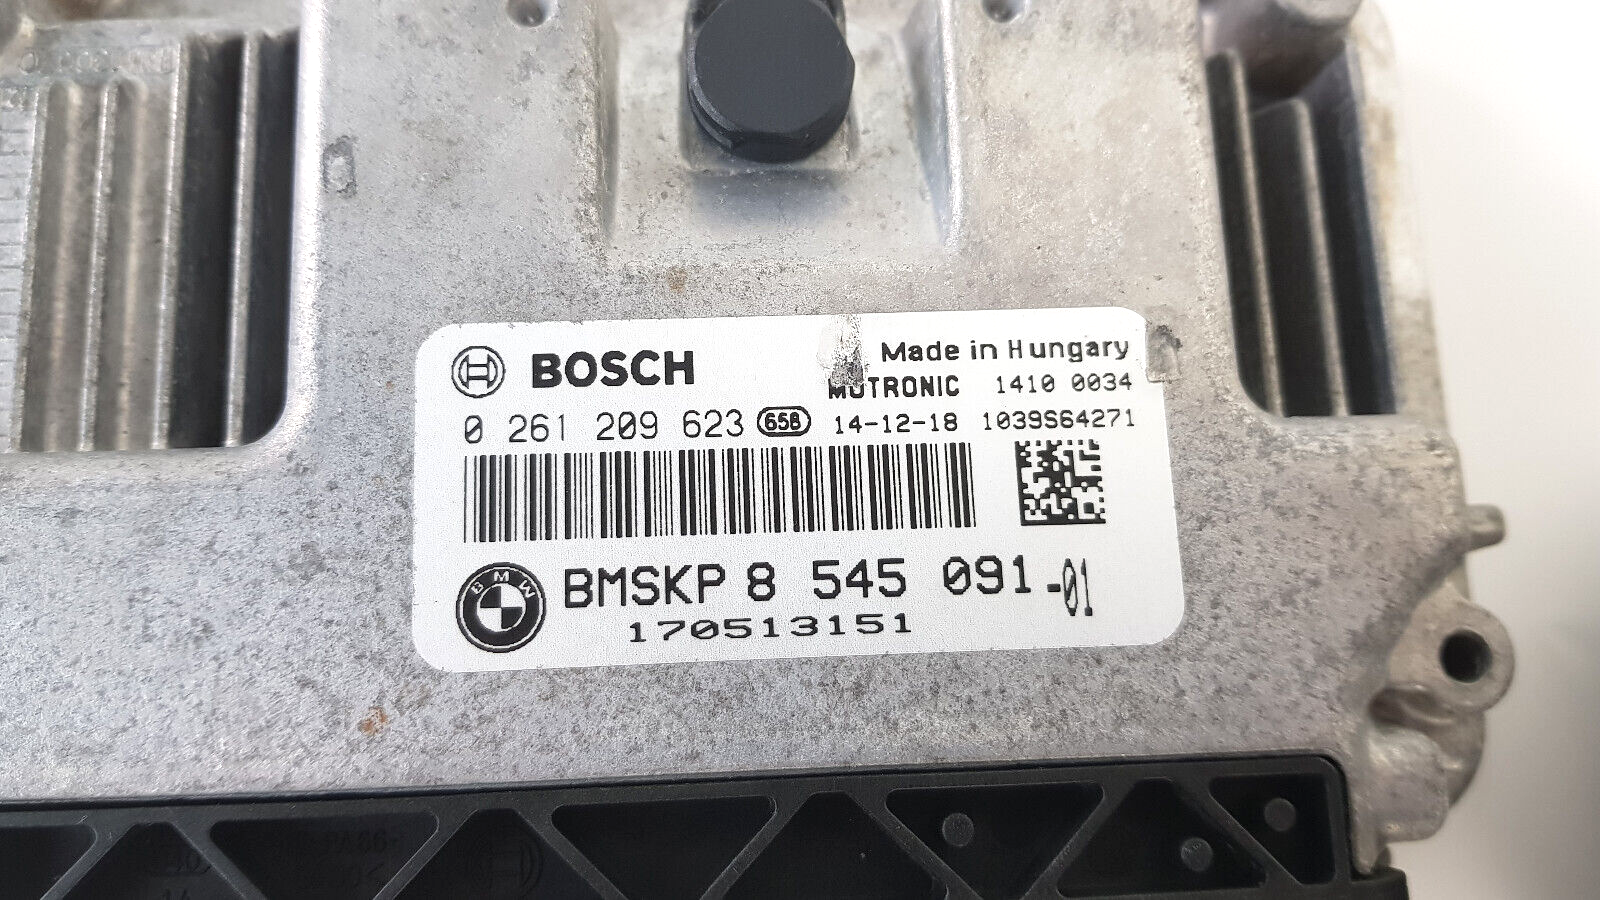 BOSCH
Made in Hungary
MOTRONIC 1410 0034
0 261 209 623 658 14-12-18 1039S64271
BMW
BMSKP 8 545 091-01
170513151